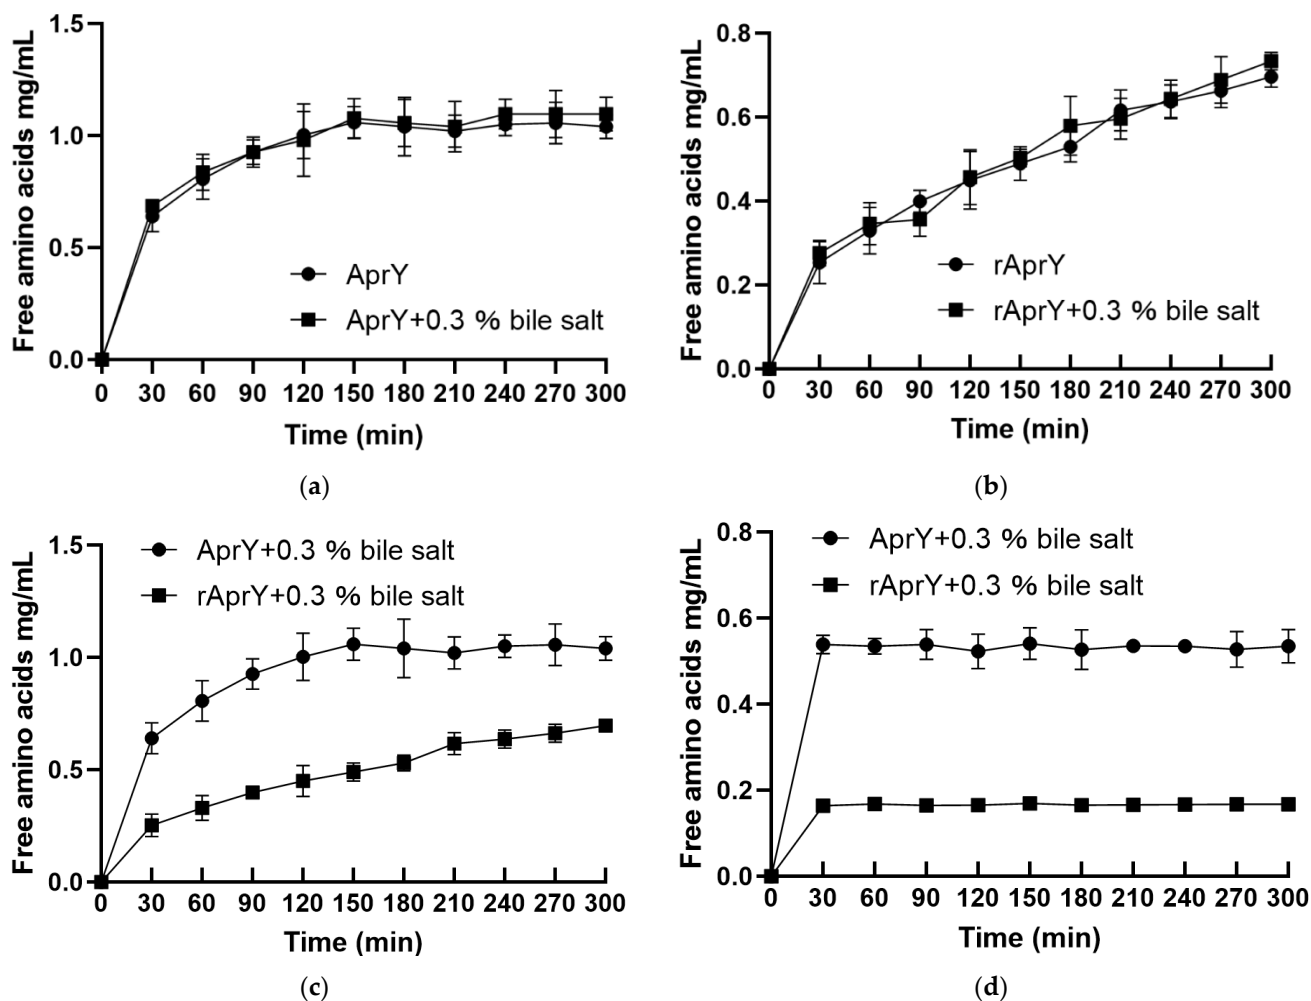 Free amino acids mg/mL
1.5
1.0
0.5
0.0
AprY
AprY+0.3 % bile salt
0 30 60 90 120 150 180 210 240 270 300
Time (min)
(a)
Free amino acids mg/mL
0.8
0.6
0.4
0.2
0.0
rAprY
rAprY+0.3 % bile salt
0 30 60 90 120 150 180 210 240 270 300
Time (min)
(b)
Free amino acids mg/mL
1.5
1.0
0.5
0.0
AprY+0.3 % bile salt
rAprY+0.3 % bile salt
0 30 60 90 120 150 180 210 240 270 300
Time (min)
(c)
Free amino acids mg/mL
0.8
0.6
0.4
0.2
0.0
AprY+0.3 % bile salt
rAprY+0.3 % bile salt
0 30 60 90 120 150 180 210 240 270 300
Time (min)
(d)